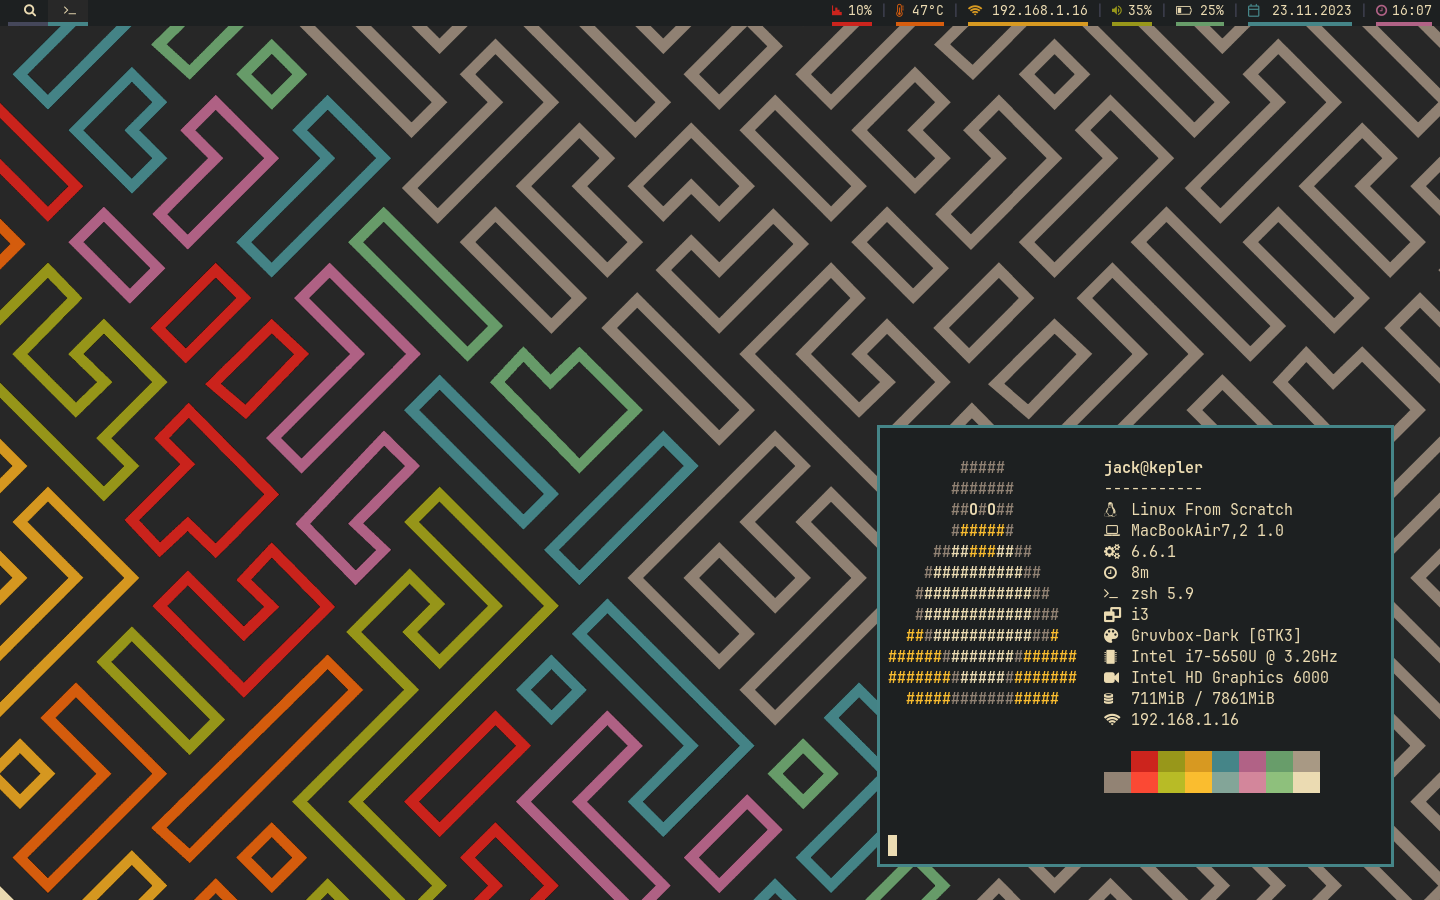 10% 47°C 192.168.1.16 35% 25% 23.11.2023 16:07
jack@kepler
-----------
Linux From Scratch
MacBookAir7,2 1.0
6.6.1
8m
zsh 5.9
i3
Gruvbox-Dark [GTK3]
Intel i7-5650U @ 3.2GHz
Intel HD Graphics 6000
711MiB / 7861MiB
192.168.1.16